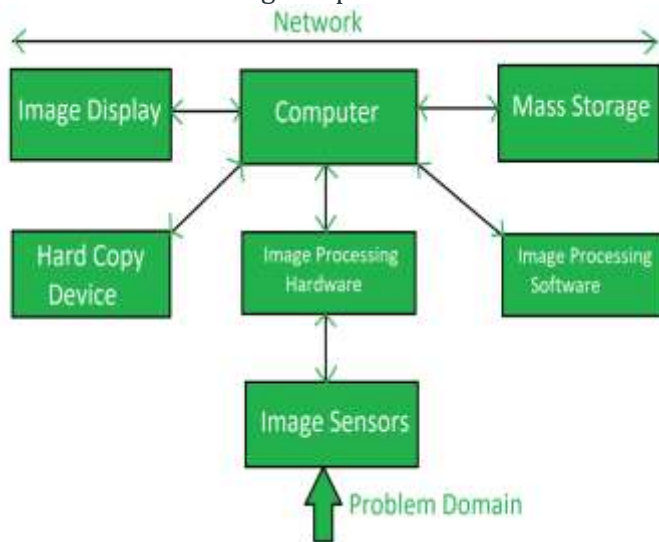 Network
Image Display
Computer
Mass Storage
Hard Copy
Device
Image Processing
Hardware
Image Processing
Software
Image Sensors
Problem Domain